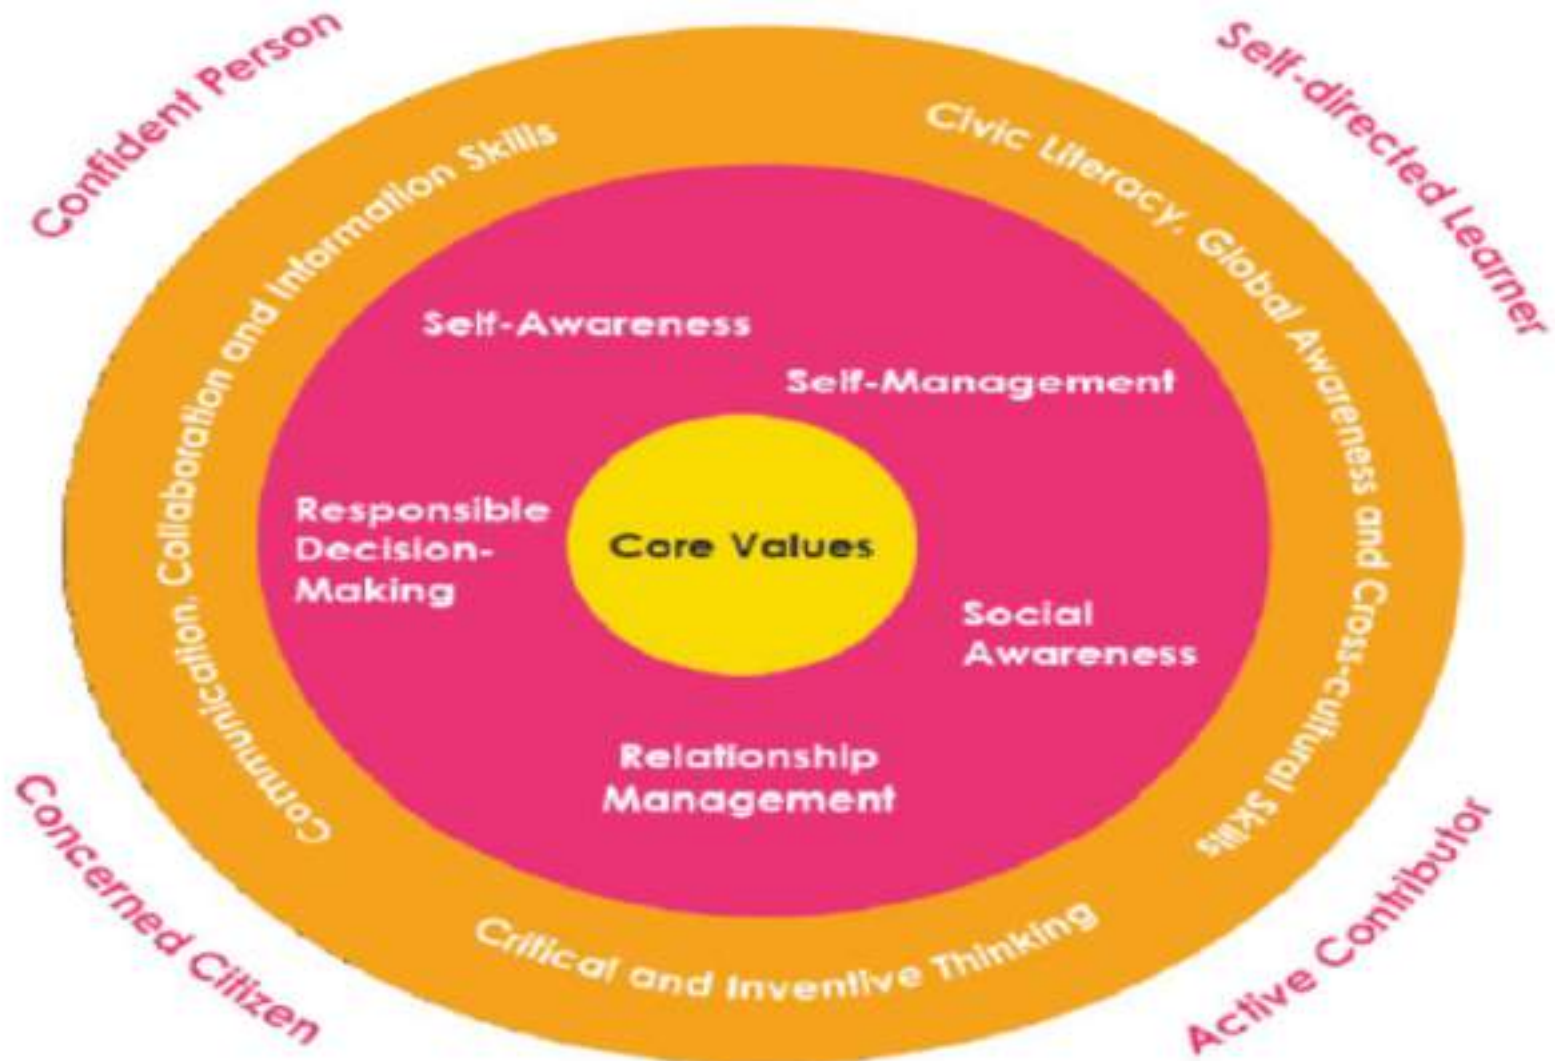 Confident Person
Self-directed Learner
Communication, Collaboration and Information Skills
Civic Literacy, Global Awareness and Cross-cultural Skills
Self-Awareness
Self-Management
Responsible
Decision-
Making
Core Values
Social
Awareness
Relationship
Management
Critical and Inventive Thinking
Concerned Citizen
Active Contributor